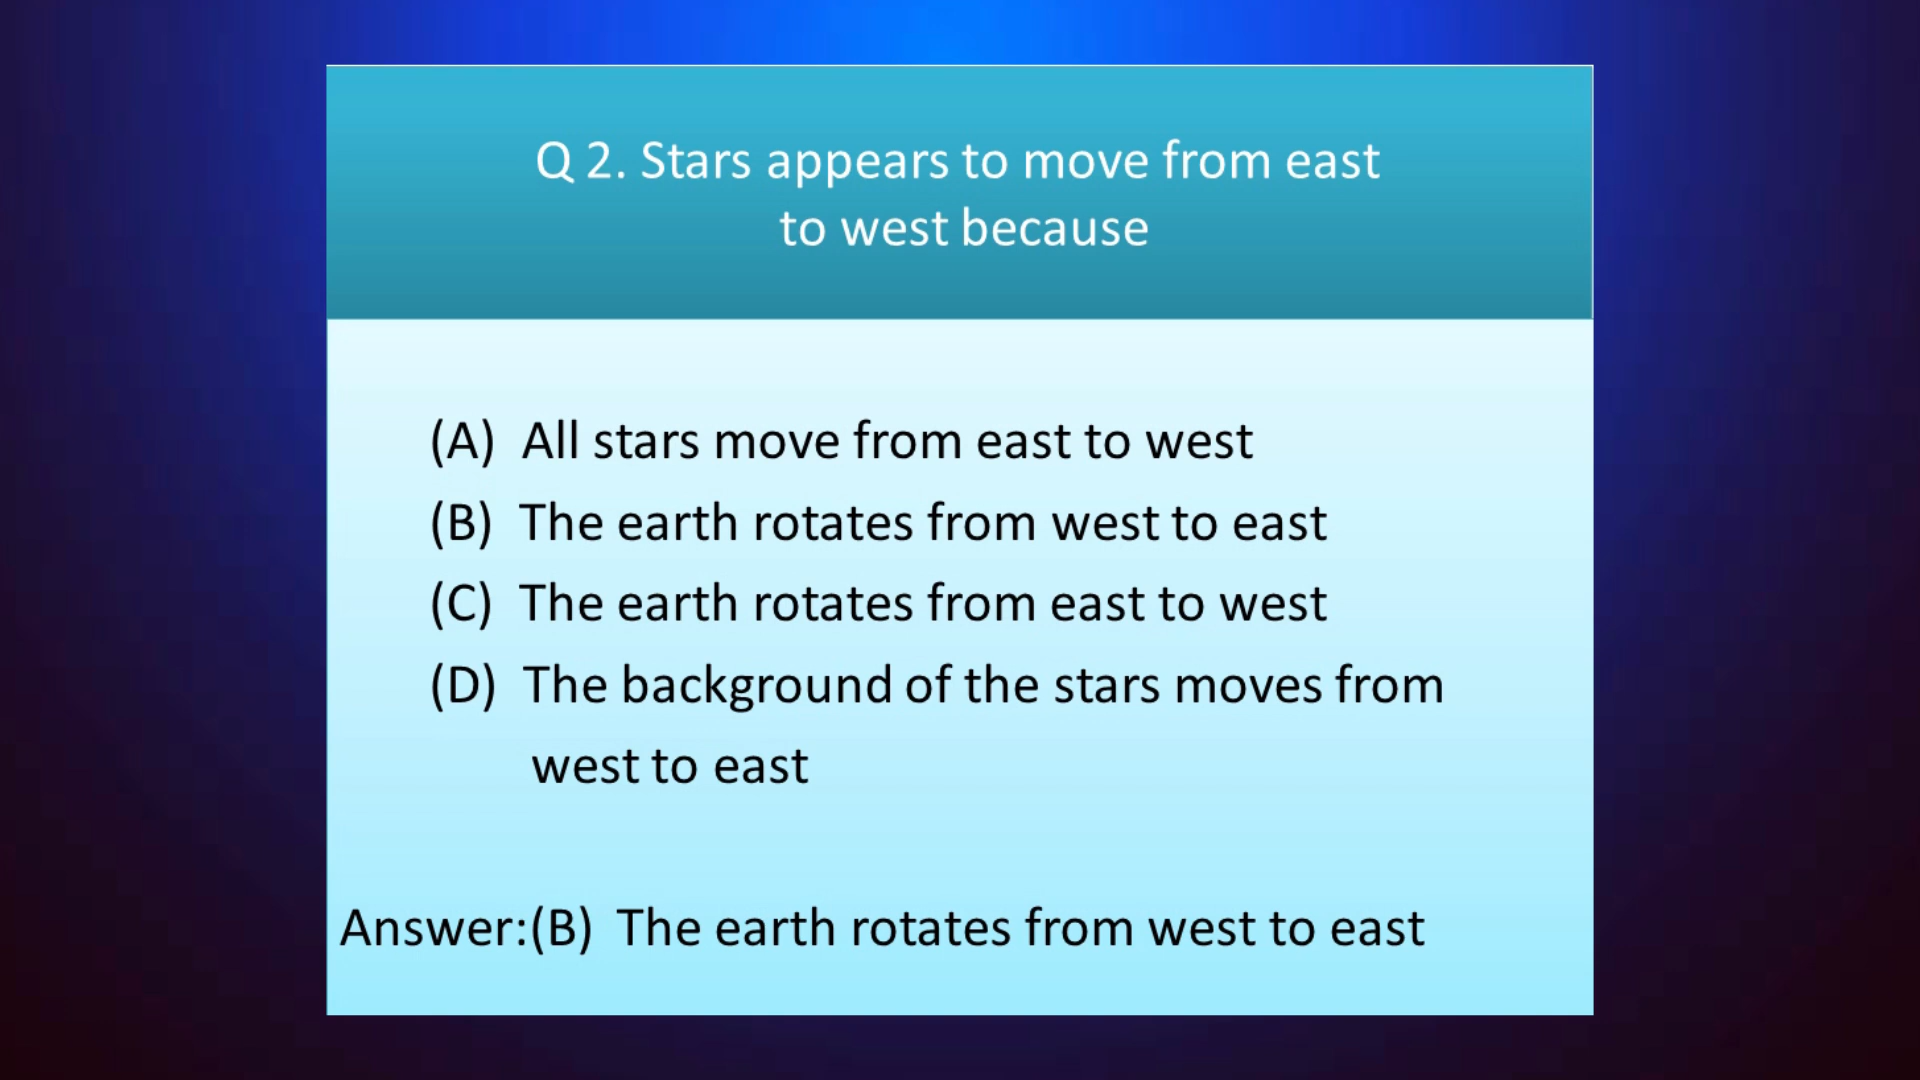 Q 2. Stars appears to move from east
to west because
(A) All stars move from east to west
(B) The earth rotates from west to east
(C) The earth rotates from east to west
(D) The background of the stars moves from
west to east
Answer:(B) The earth rotates from west to east